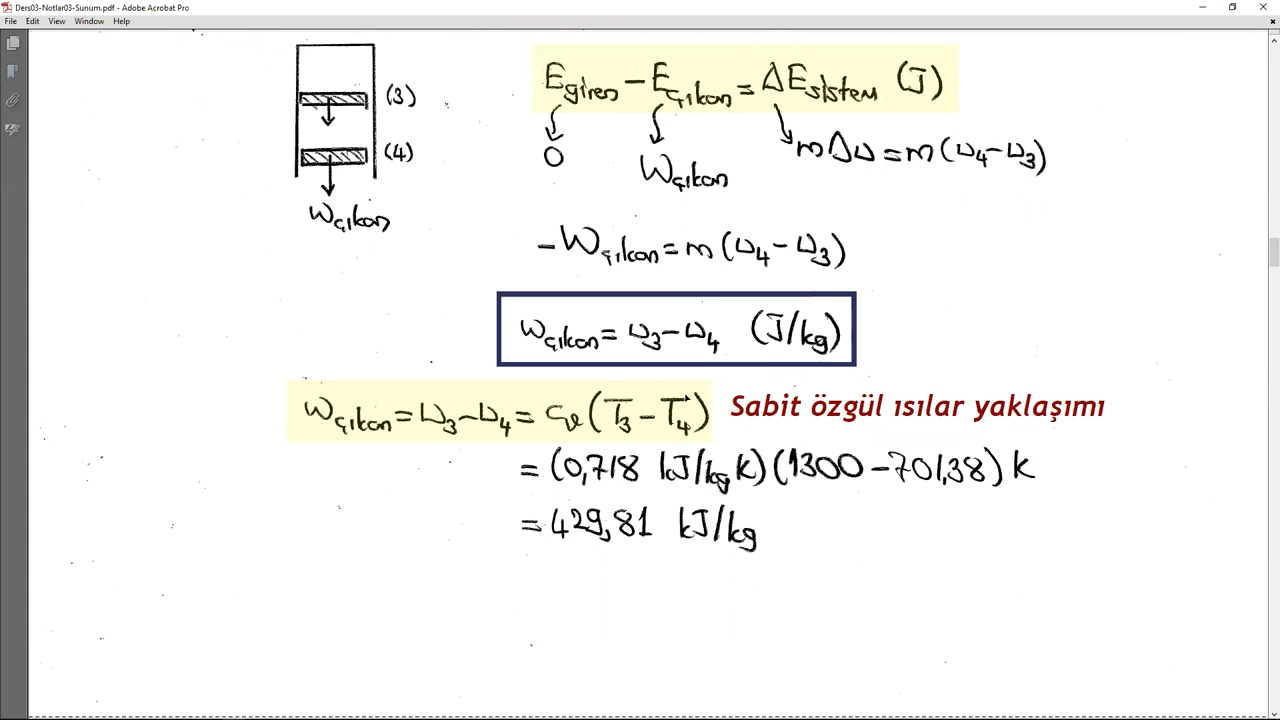 Ders03-Notlar03-Sunum.pdf - Adobe Acrobat Pro
File Edit View Window Help
(3)
(4)
Wçıkan
Egiren - Eçıkan = ΔEsistem (J)
0
Wçıkan
mΔu = m(u4-u3)
-Wçıkan = m(u4-u3)
wçıkan = u3-u4 (J/kg)
wçıkan = u3-u4 = cv(T3-T4) Sabit özgül ısılar yaklaşımı
= (0,718 kJ/kgK)(1300-701,38) K
= 429,81 kJ/kg